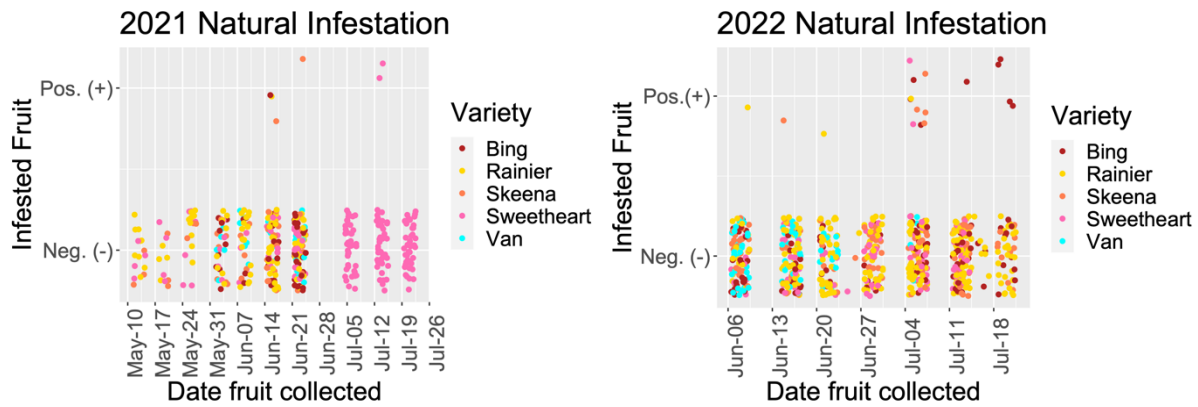 2021 Natural Infestation
Infested Fruit
Pos. (+)
Neg. (-)
May-10
May-17
May-24
May-31
Jun-07
Jun-14
Jun-21
Jun-28
Jul-05
Jul-12
Jul-19
Jul-26
Date fruit collected
Variety
Bing
Rainier
Skeena
Sweetheart
Van
2022 Natural Infestation
Infested Fruit
Pos.(+)
Neg. (-)
Jun-06
Jun-13
Jun-20
Jun-27
Jul-04
Jul-11
Jul-18
Date fruit collected
Variety
Bing
Rainier
Skeena
Sweetheart
Van